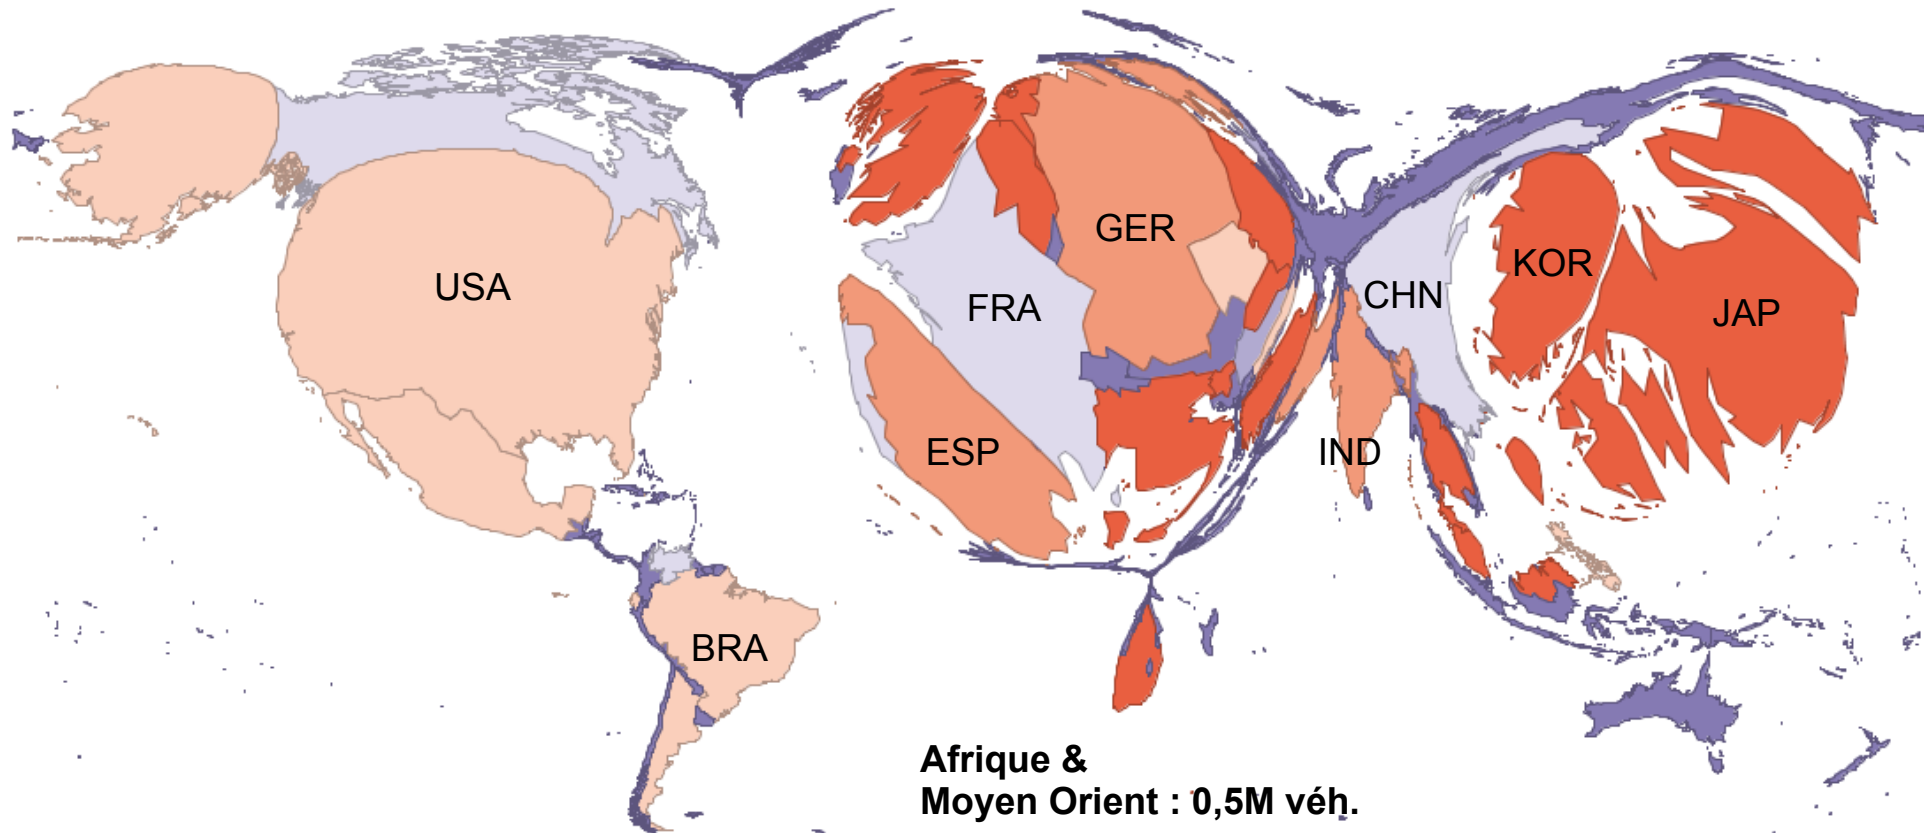 USA
BRA
FRA
ESP
GER
IND
CHN
KOR
JAP
Afrique &
Moyen Orient : 0,5M véh.